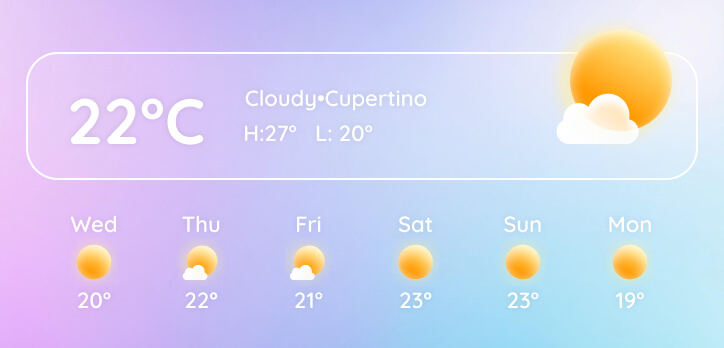 22°C
Cloudy•Cupertino
H:27° L: 20°
Wed Thu Fri Sat Sun Mon
20° 22° 21° 23° 23° 19°